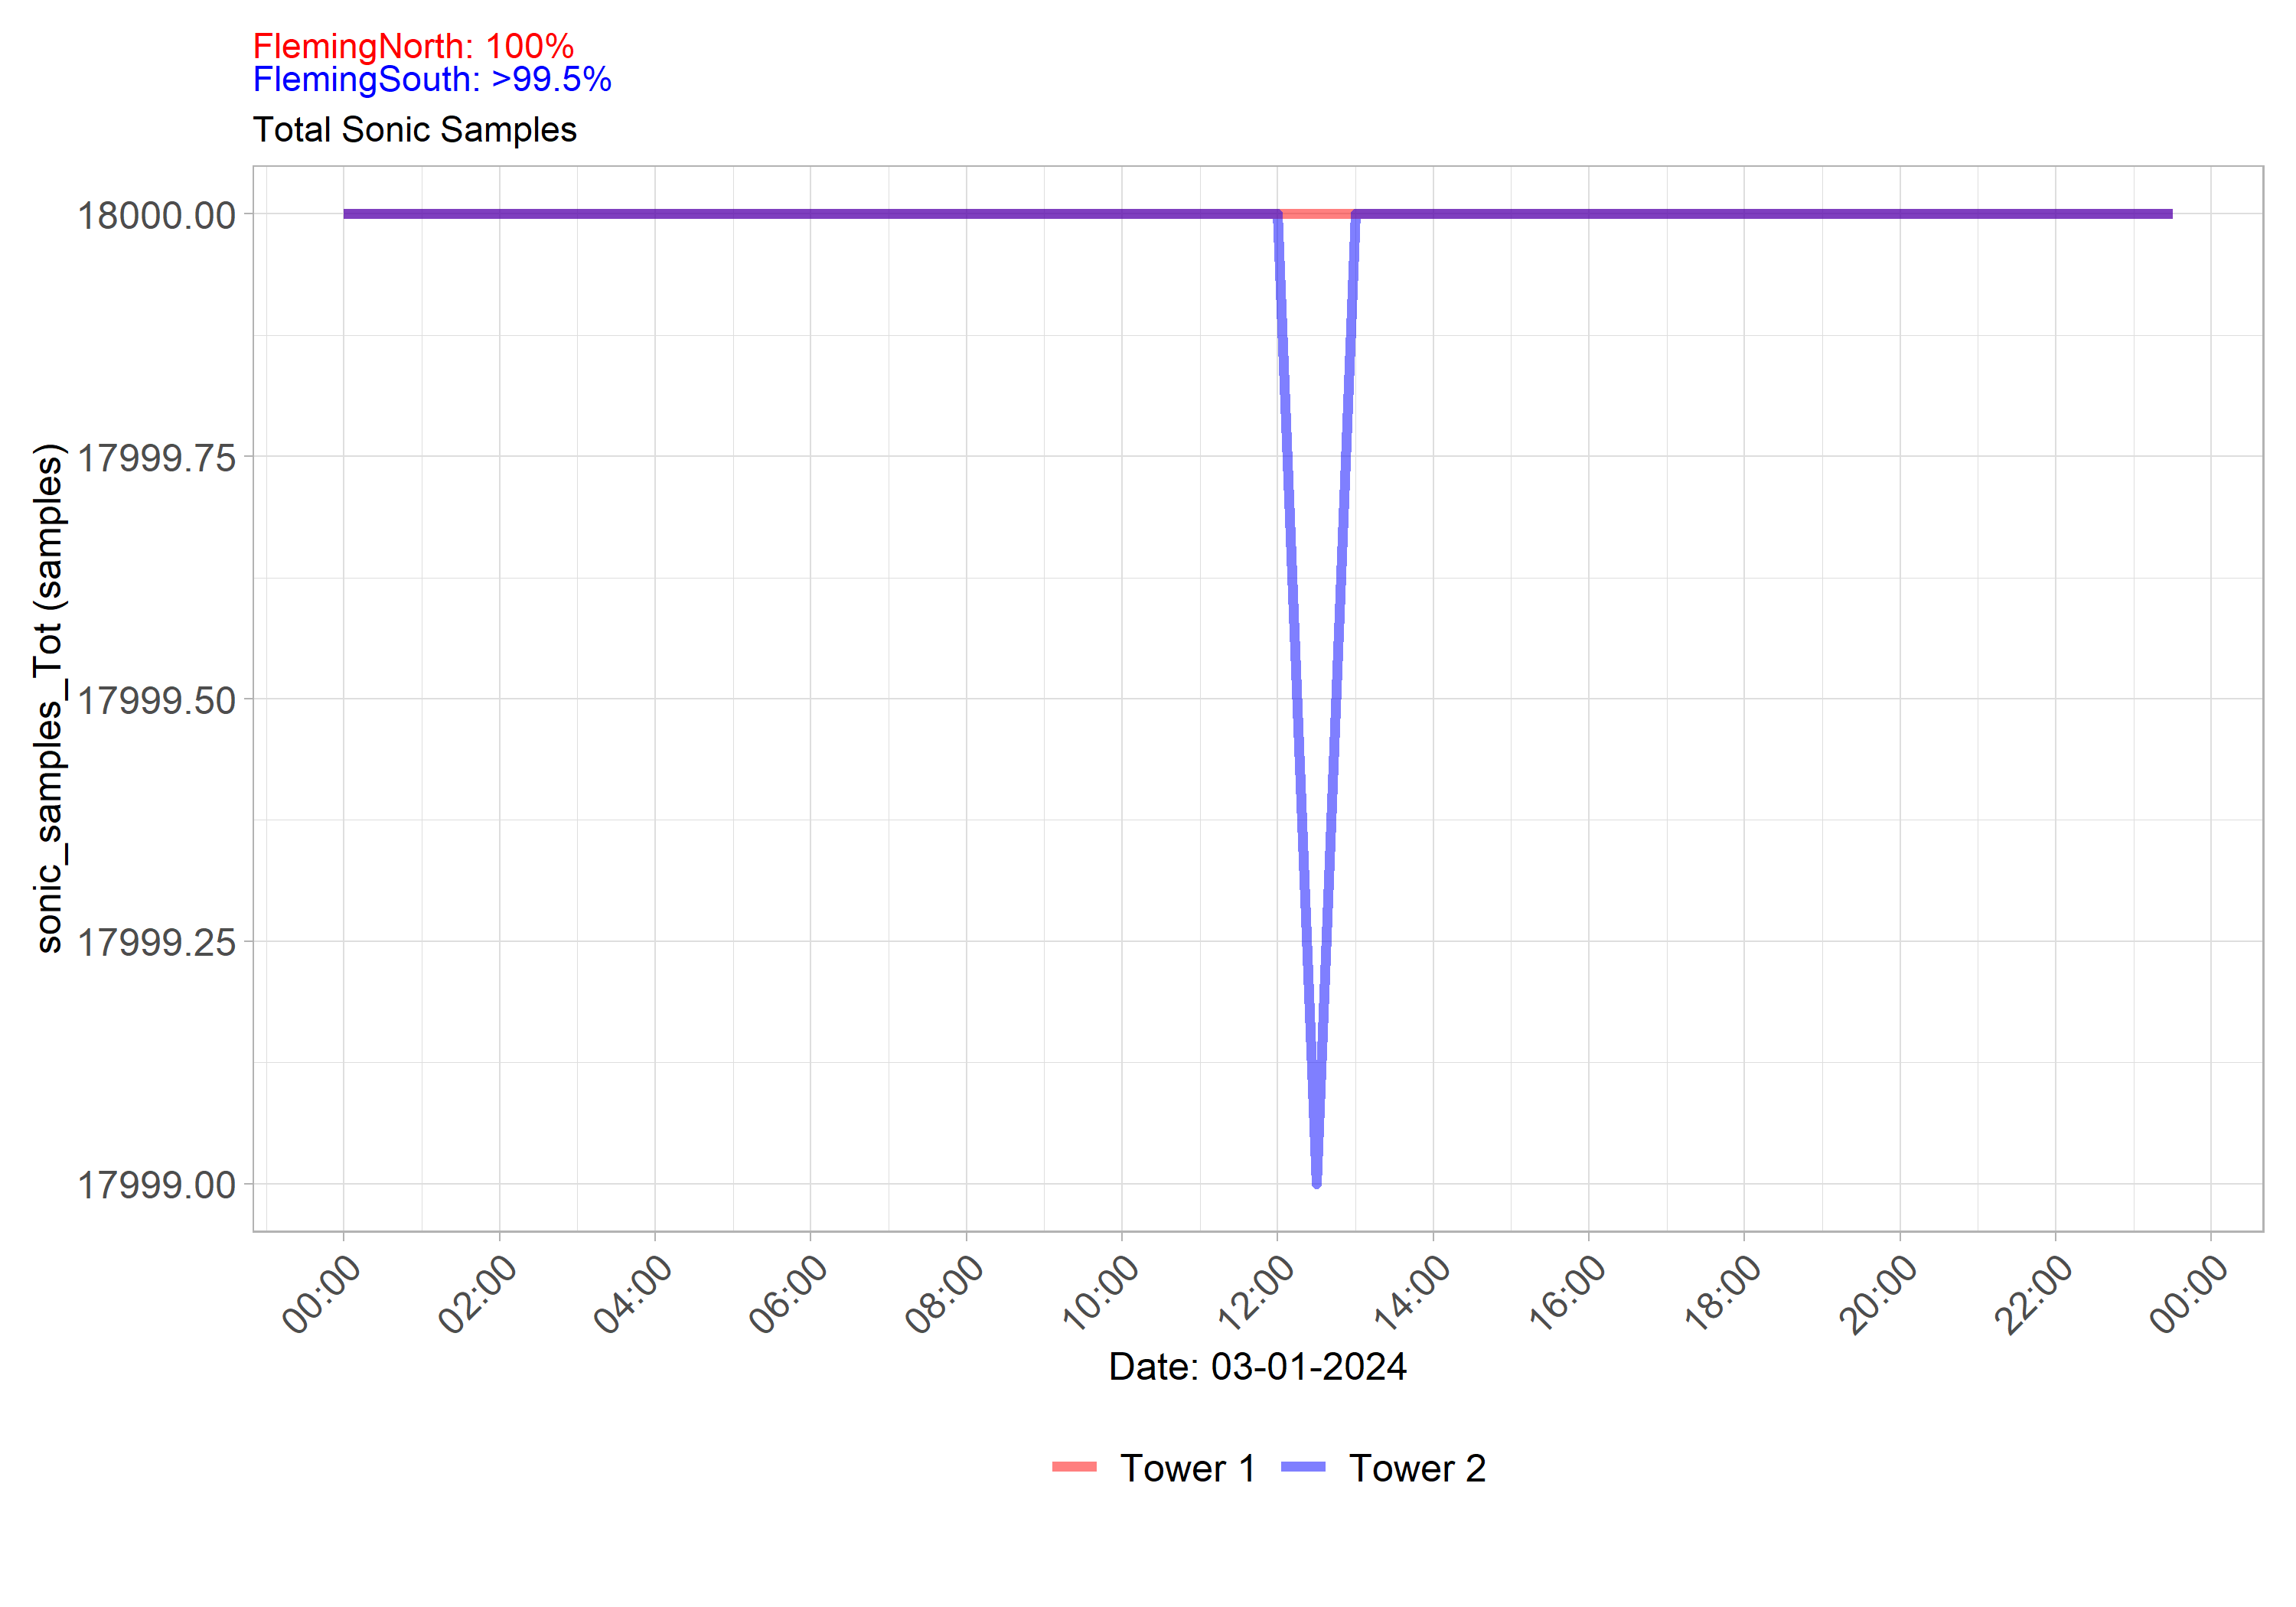 FlemingNorth: 100%
FlemingSouth: >99.5%
Total Sonic Samples
sonic_samples_Tot (samples)
18000.00
17999.75
17999.50
17999.25
17999.00
00:00 02:00 04:00 06:00 08:00 10:00 12:00 14:00 16:00 18:00 20:00 22:00 00:00
Date: 03-01-2024
Tower 1 Tower 2